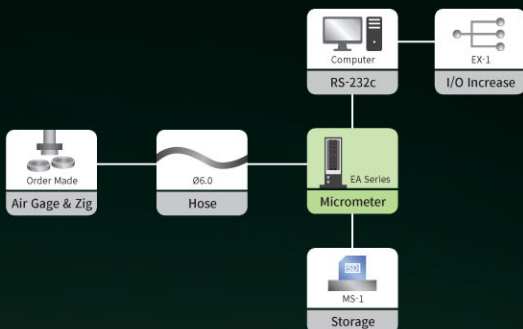 Computer
RS-232c
EX-1
I/O Increase
Order Made
Air Gage & Zig
Ø6.0
Hose
EA Series
Micrometer
SD
MS-1
Storage